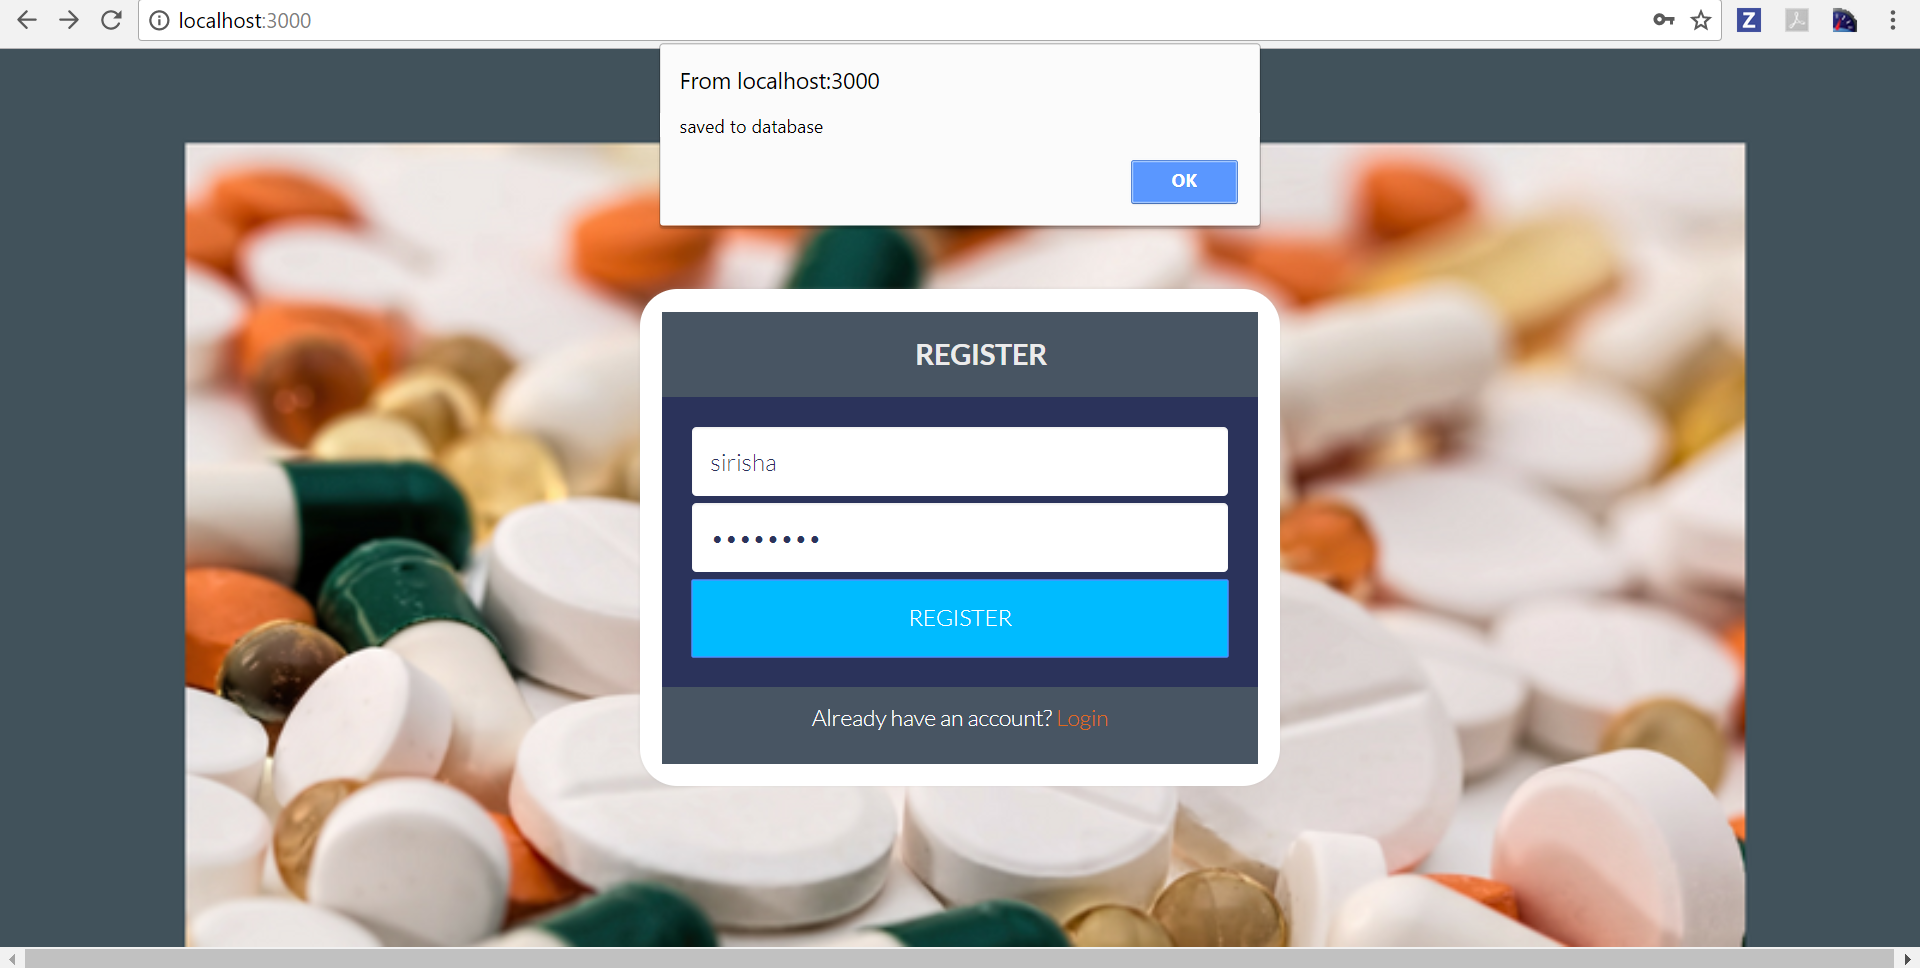 localhost:3000
Z
From localhost:3000
saved to database
OK
REGISTER
sirisha
••••••••
REGISTER
Already have an account? Login